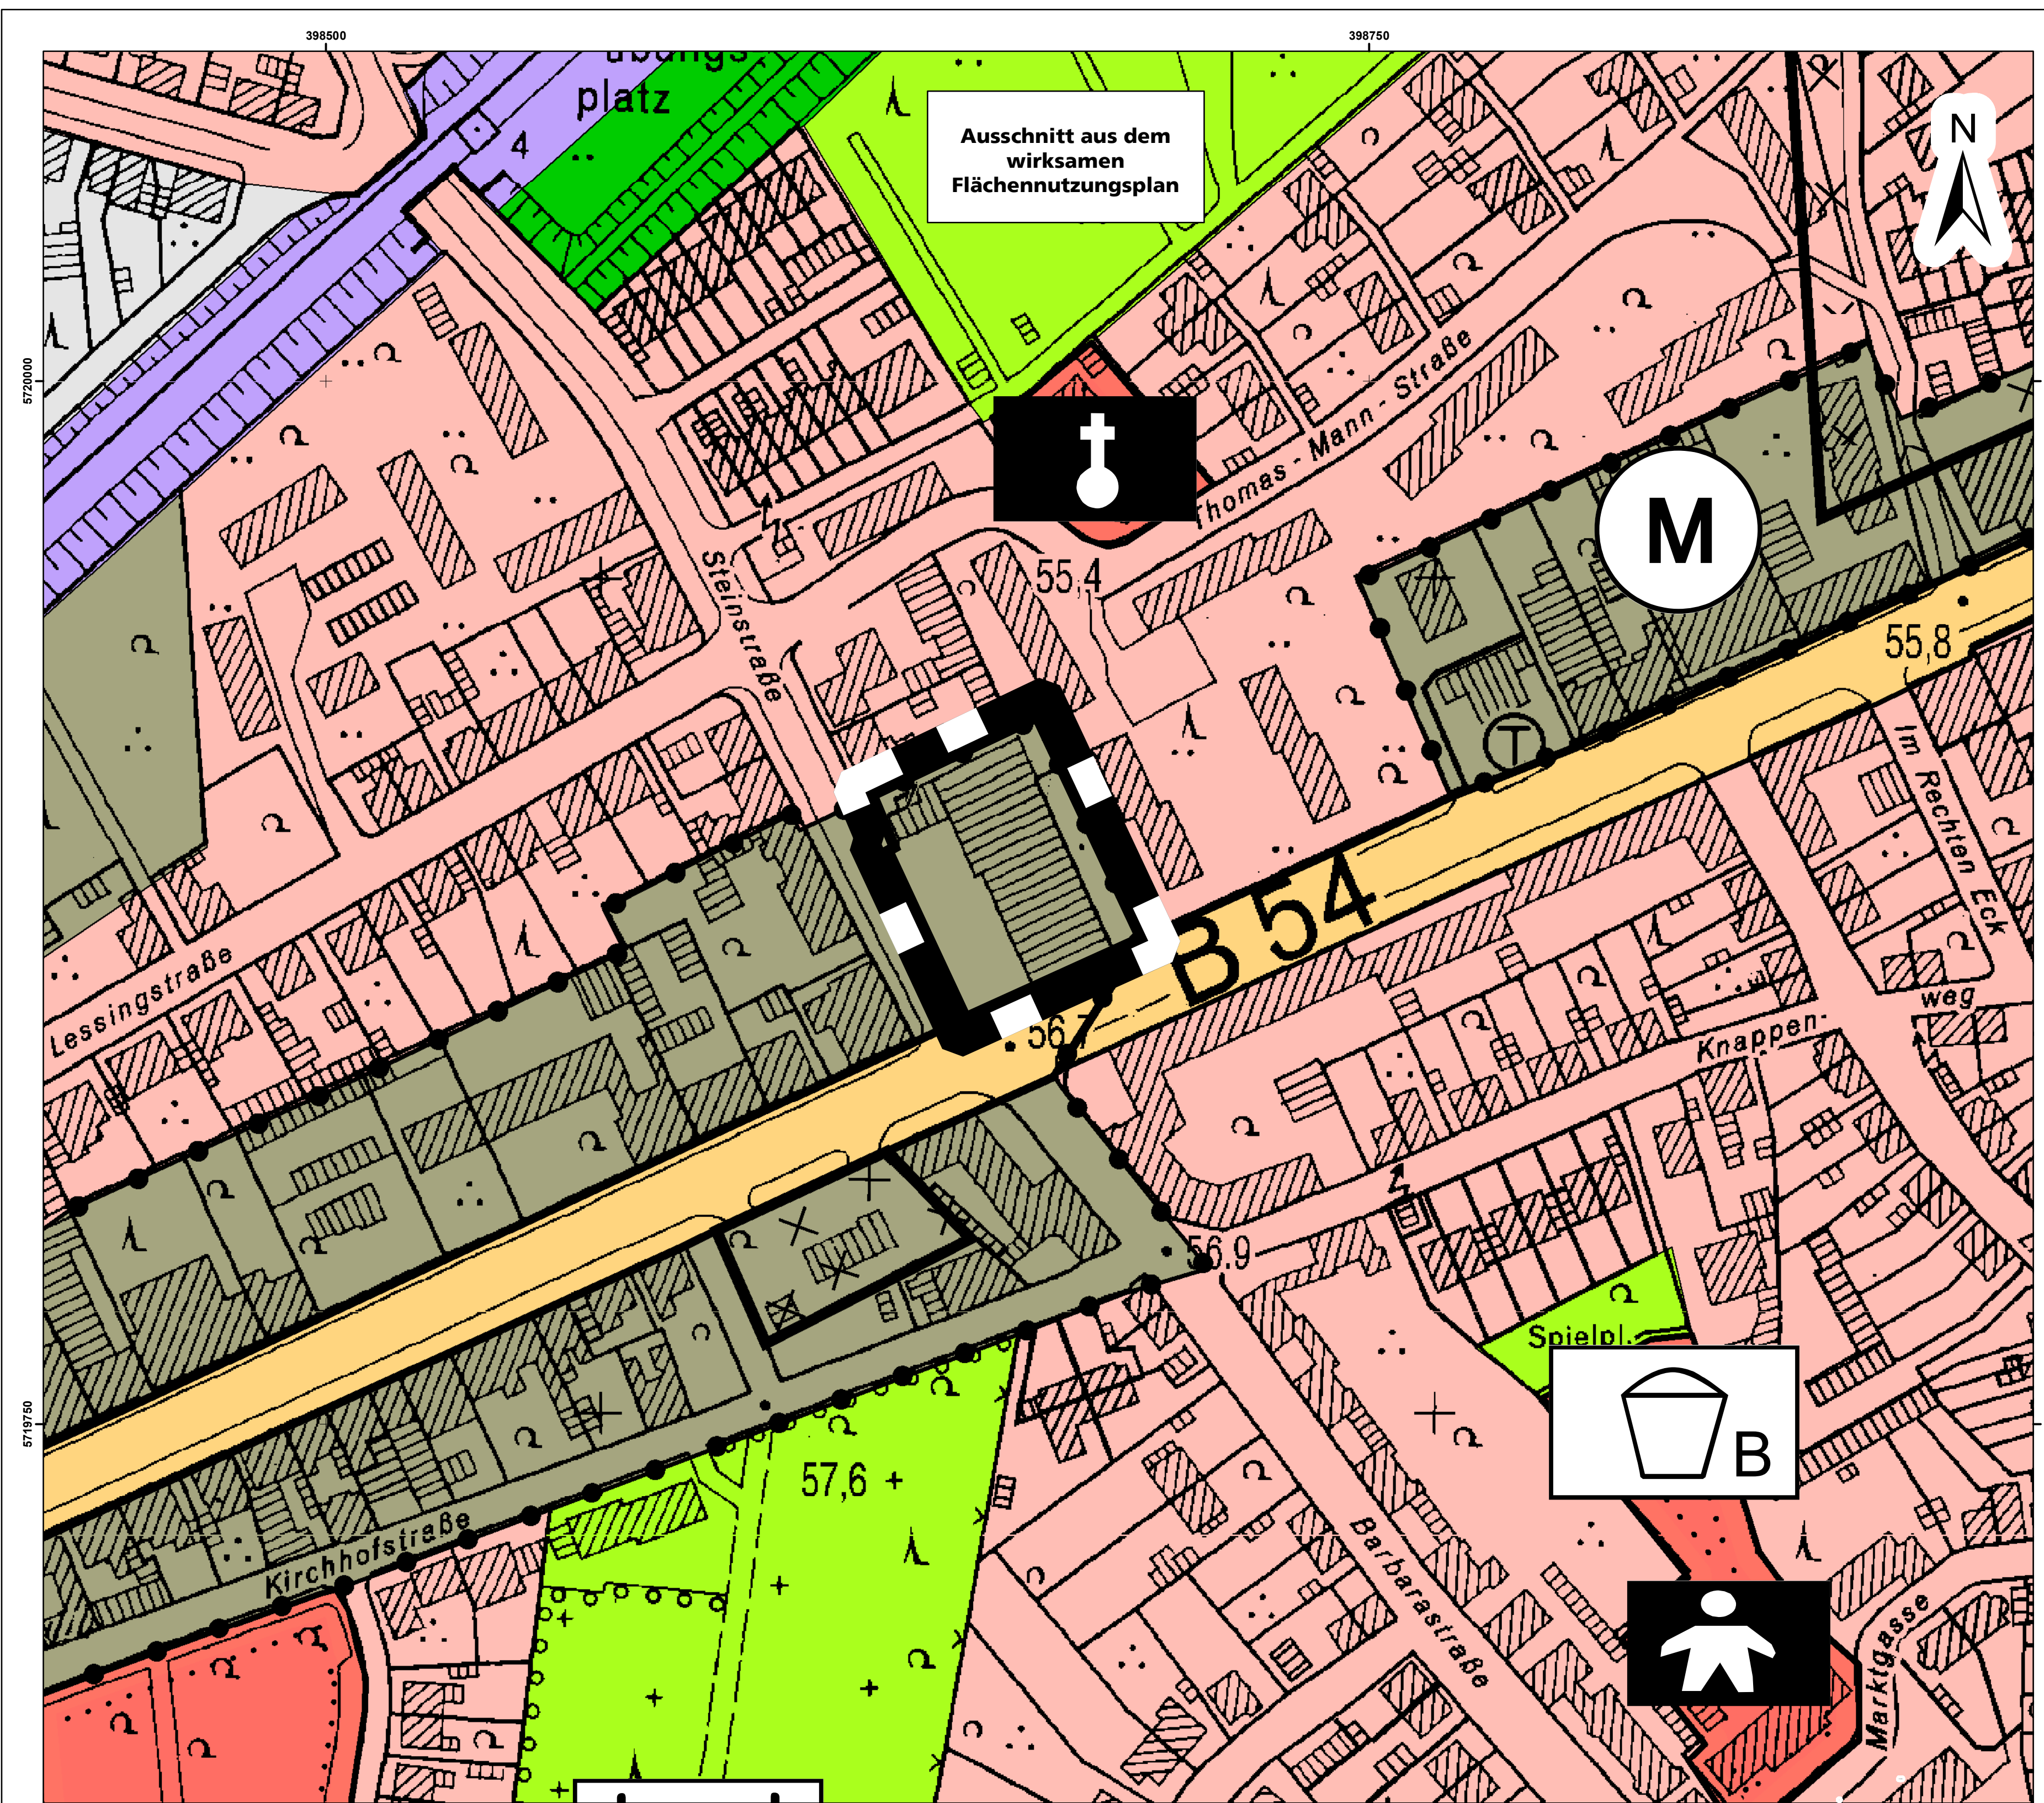 398500
398750
platz
4
Ausschnitt aus dem
wirksamen
Flächennutzungsplan
N
5720000
Thomas - Mann - Straße
M
55,4
Steinstraße
55,8
T
Im Rechten Eck
B 54
Lessingstraße
56,7
weg
Knappen-
56.9
Spielpl.
B
5719750
57,6
Kirchhofstraße
Barbarastraße
Marktgasse